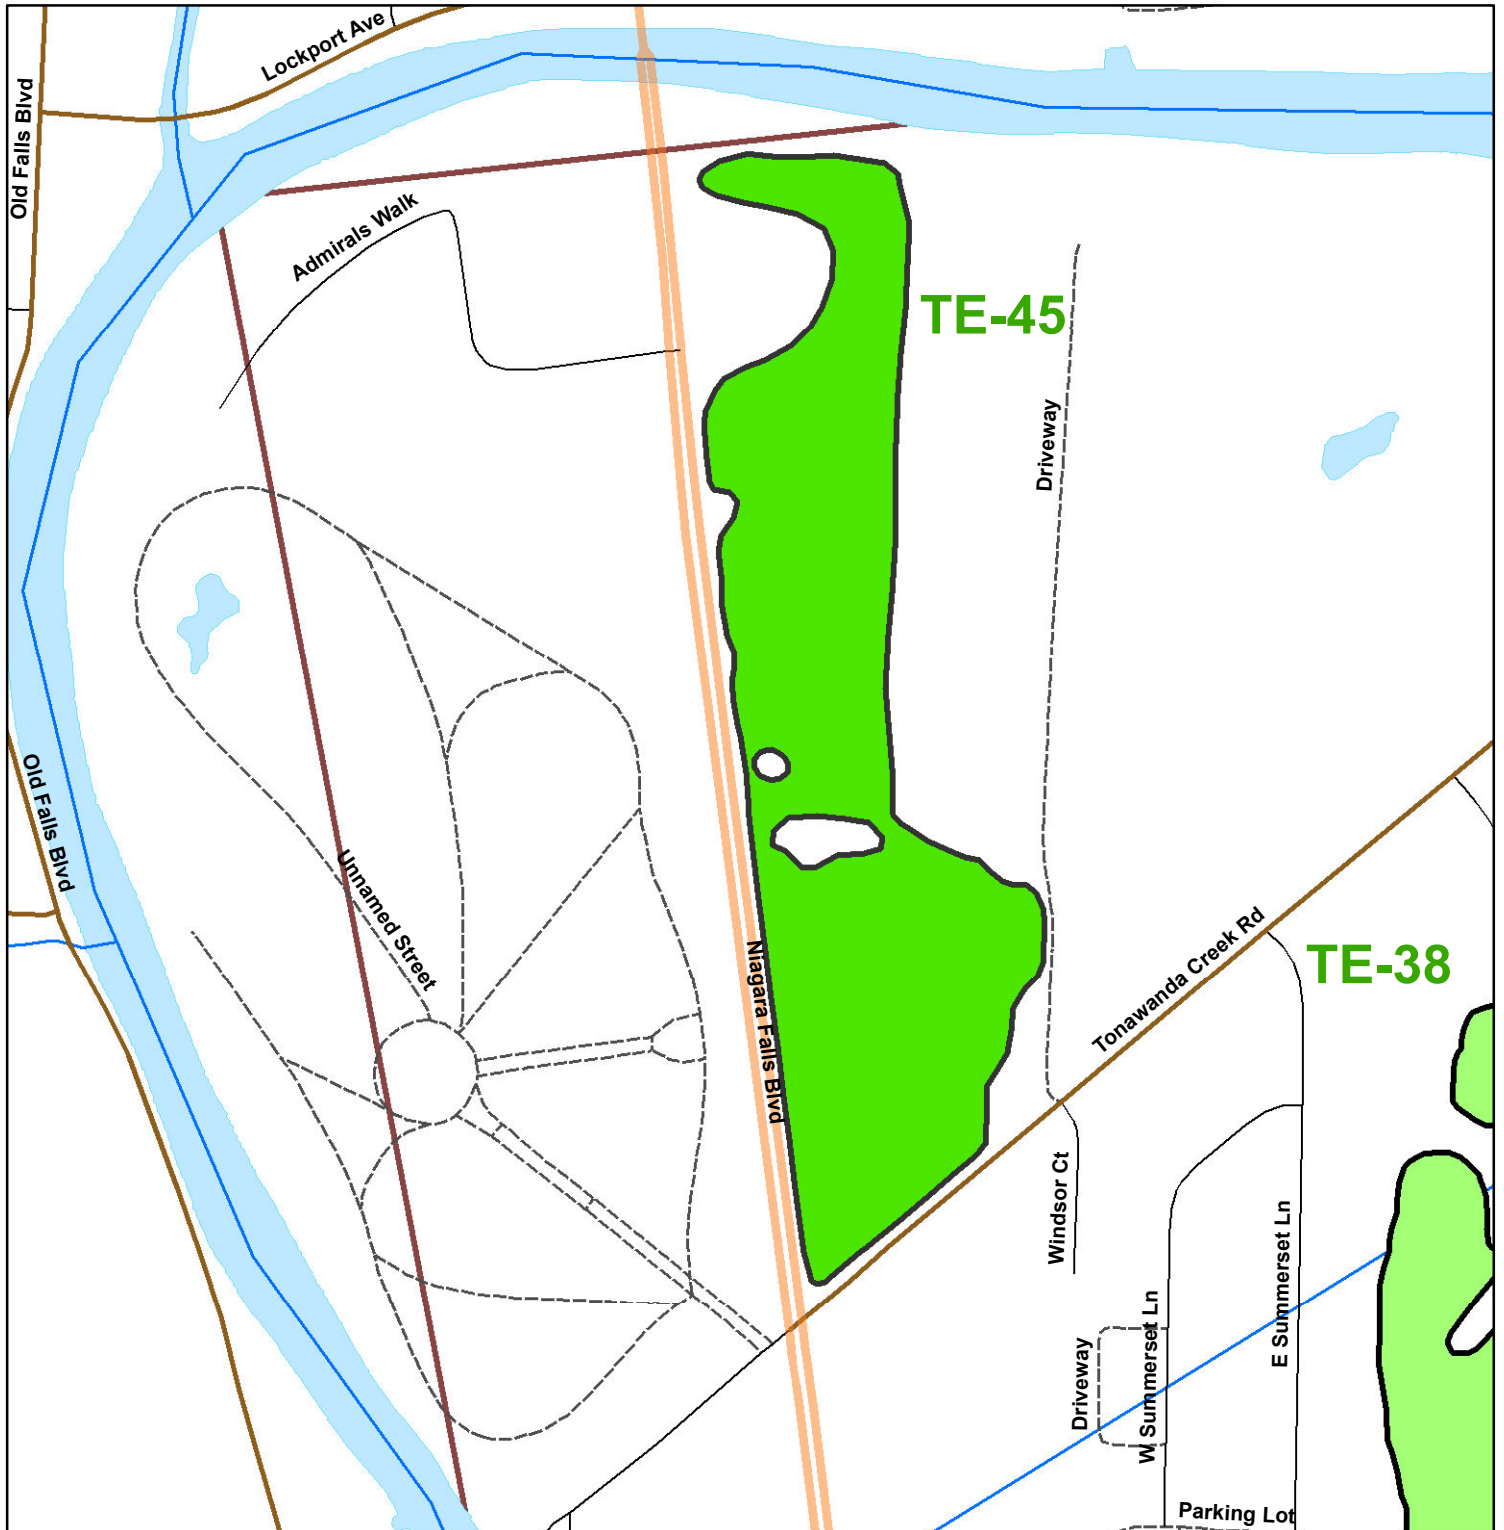 Lockport Ave
Old Falls Blvd
Admirals Walk
TE-45
Driveway
Old Falls Blvd
Unnamed Street
Niagara Falls Blvd
Tonawanda Creek Rd
TE-38
Windsor Ct
E Summerset Ln
W Summerset Ln
Driveway
Parking Lot